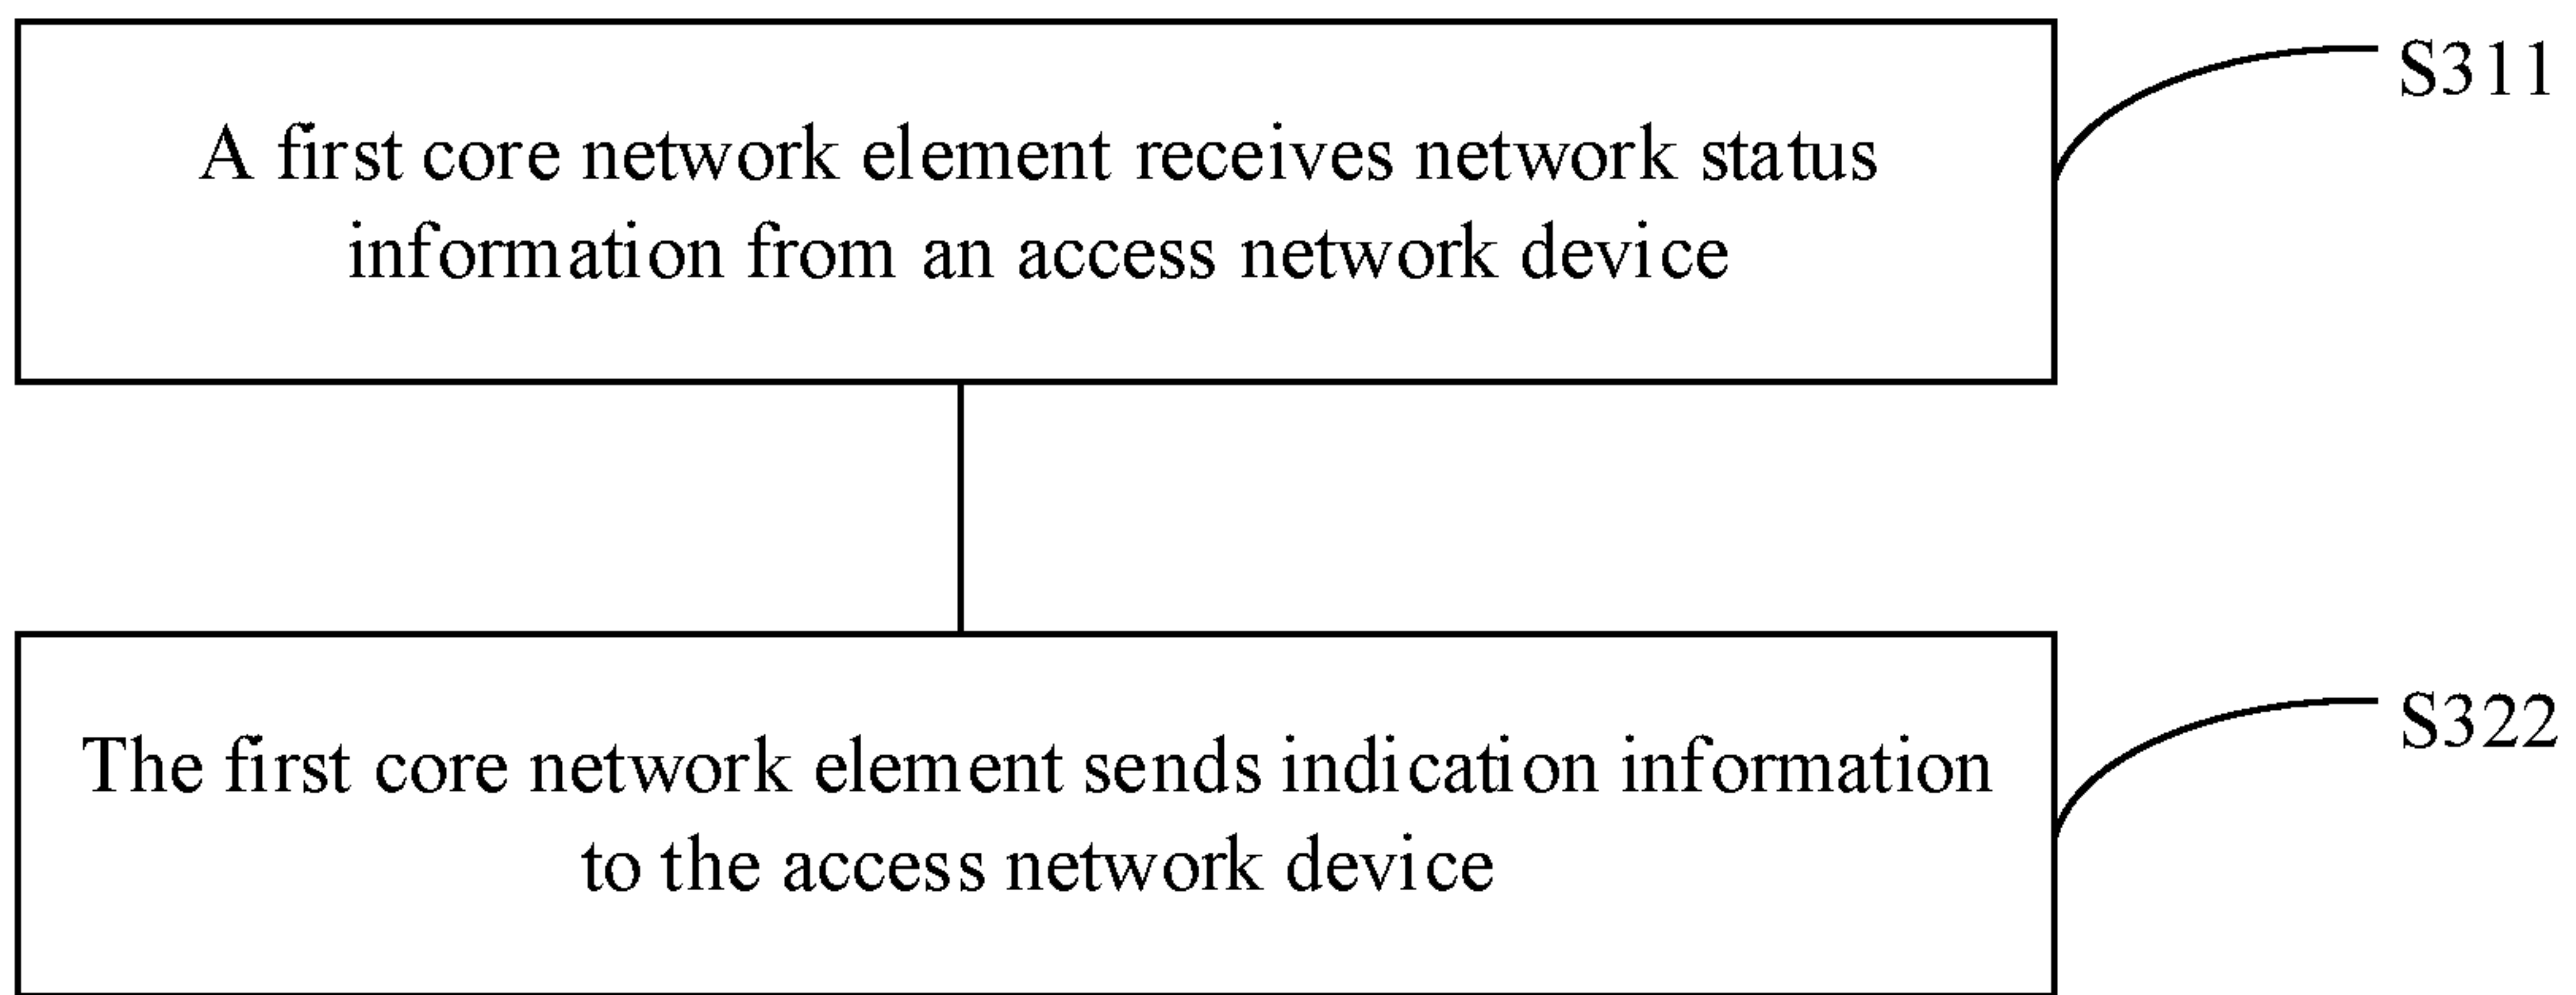 A first core network element receives network status
information from an access network device
S311
The first core network element sends indication information
to the access network device
S322